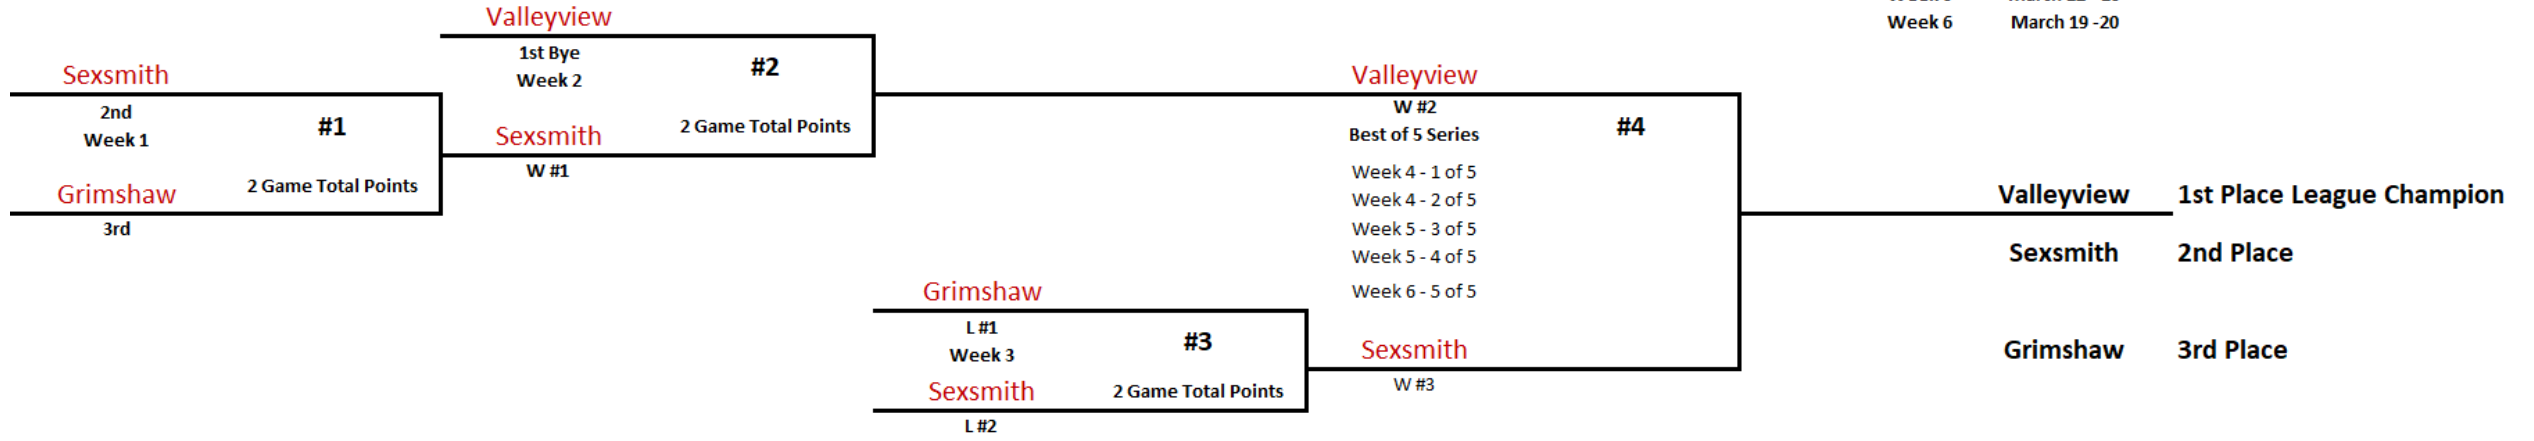 Week 6 March 19 -20
Valleyview
1st Bye
Week 2
#2
Sexsmith
2nd
Week 1
#1
2 Game Total Points
Sexsmith
W #1
Grimshaw
2 Game Total Points
3rd
Valleyview
W #2
Best of 5 Series
#4
Week 4 - 1 of 5
Week 4 - 2 of 5
Week 5 - 3 of 5
Week 5 - 4 of 5
Week 6 - 5 of 5
Grimshaw
L #1
Week 3
#3
Sexsmith
2 Game Total Points
L #2
Sexsmith
W #3
Valleyview 1st Place League Champion
Sexsmith 2nd Place
Grimshaw 3rd Place